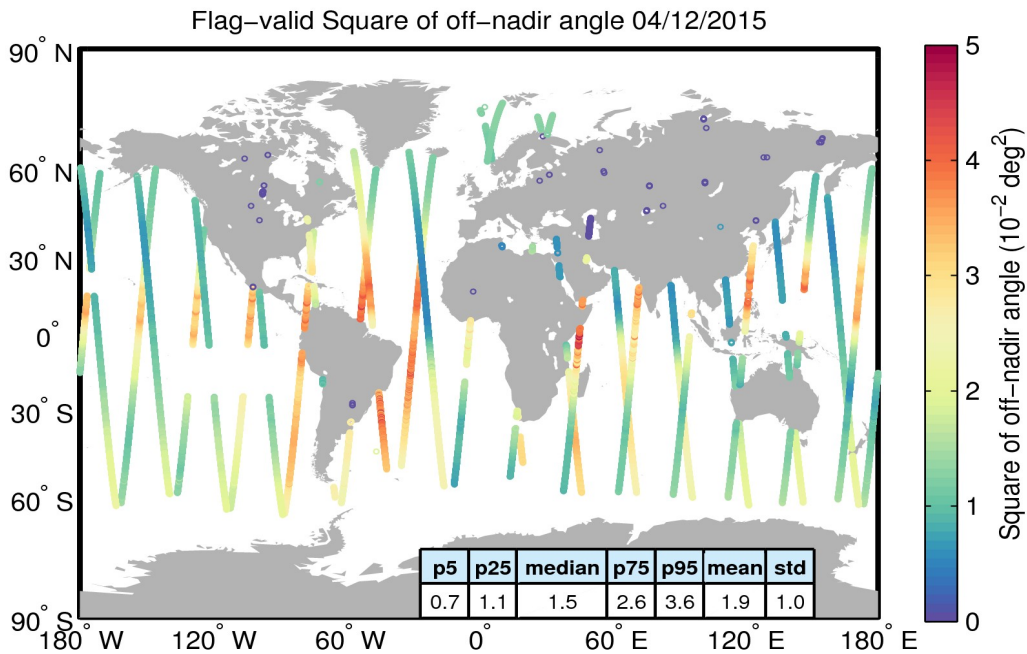 Flag−valid Square of off−nadir angle 04/12/2015
90° N
60° N
30° N
0°
30° S
60° S
90° S
180° W
120° W
60° W
0°
60° E
120° E
180° E
p5 p25 median p75 p95 mean std
0.7 1.1 1.5 2.6 3.6 1.9 1.0
5
4
3
2
1
0
Square of off−nadir angle (10⁻² deg²)